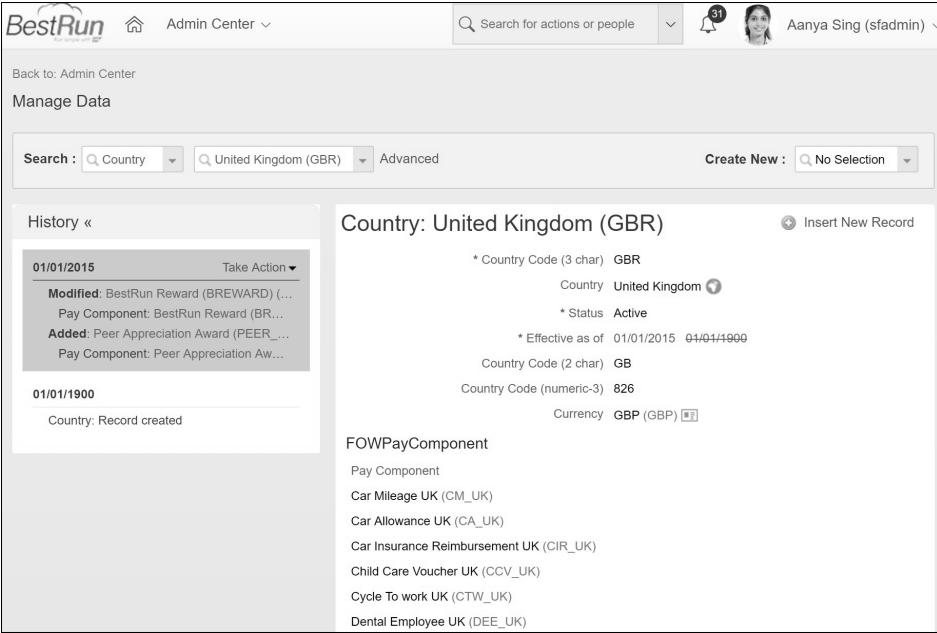 BestRun
Admin Center
Search for actions or people
31
Aanya Sing (sfadmin)
Back to: Admin Center
Manage Data
Search : Country United Kingdom (GBR) Advanced
Create New : No Selection
History «
01/01/2015 Take Action
Modified: BestRun Reward (BREWARD) (...
Pay Component: BestRun Reward (BR...
Added: Peer Appreciation Award (PEER_...
Pay Component: Peer Appreciation Aw...
01/01/1900
Country: Record created
Country: United Kingdom (GBR)
Insert New Record
* Country Code (3 char) GBR
Country United Kingdom
* Status Active
* Effective as of 01/01/2015 01/01/1900
Country Code (2 char) GB
Country Code (numeric-3) 826
Currency GBP (GBP)
FOWPayComponent
Pay Component
Car Mileage UK (CM_UK)
Car Allowance UK (CA_UK)
Car Insurance Reimbursement UK (CIR_UK)
Child Care Voucher UK (CCV_UK)
Cycle To work UK (CTW_UK)
Dental Employee UK (DEE_UK)